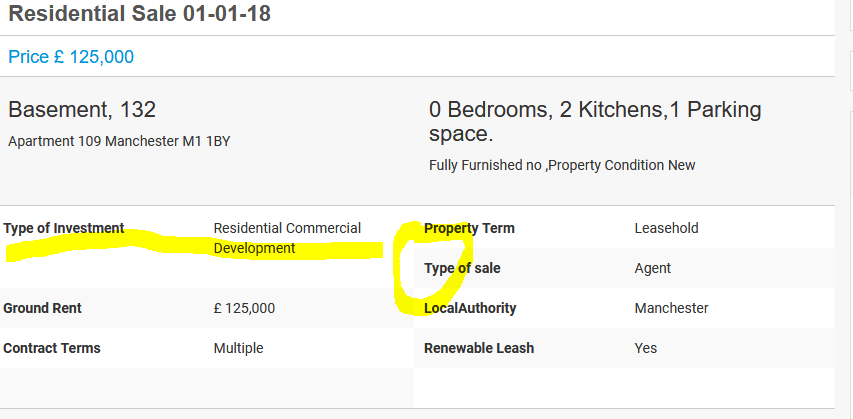 Residential Sale 01-01-18
Price £ 125,000
Basement, 132
Apartment 109 Manchester M1 1BY
0 Bedrooms, 2 Kitchens,1 Parking
space.
Fully Furnished no ,Property Condition New
Type of Investment Residential Commercial
Development
Property Term Leasehold
Type of sale Agent
Ground Rent £ 125,000
LocalAuthority Manchester
Contract Terms Multiple
Renewable Leash Yes